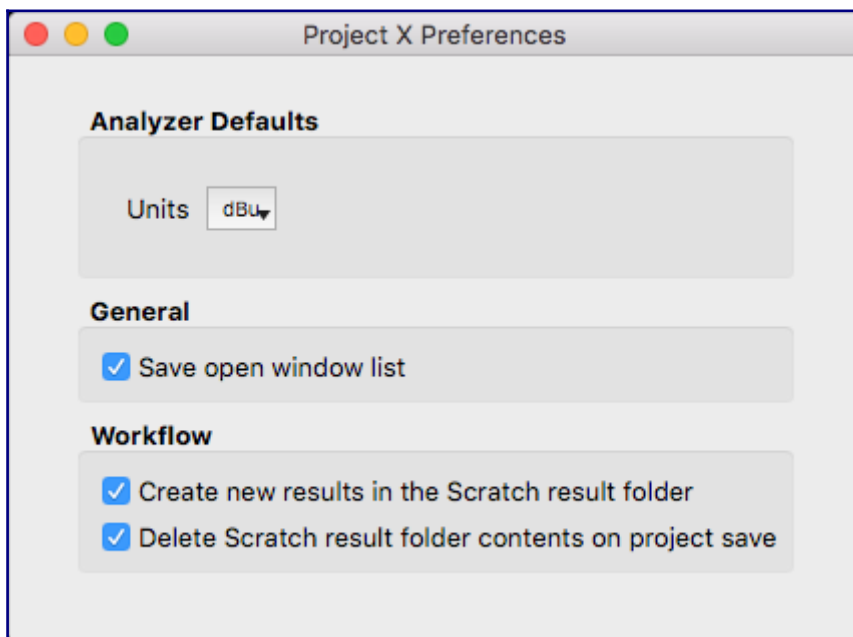 Project X Preferences
Analyzer Defaults
Units dBu
General
Save open window list
Workflow
Create new results in the Scratch result folder
Delete Scratch result folder contents on project save